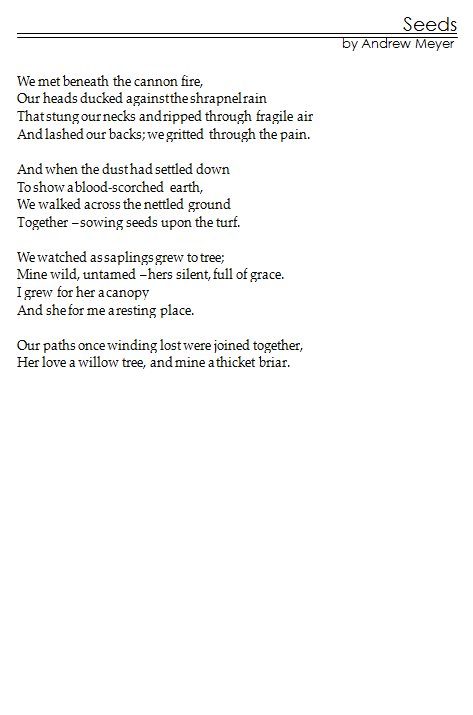 Seeds
by Andrew Meyer
We met beneath the cannon fire,
Our heads ducked against the shrapnel rain
That stung our necks and ripped through fragile air
And lashed our backs; we gritted through the pain.
And when the dust had settled down
To show a blood-scorched earth,
We walked across the nettled ground
Together – sowing seeds upon the turf.
We watched as saplings grew to tree;
Mine wild, untamed – hers silent, full of grace.
I grew for her a canopy
And she for me a resting place.
Our paths once winding lost were joined together,
Her love a willow tree, and mine a thicket briar.